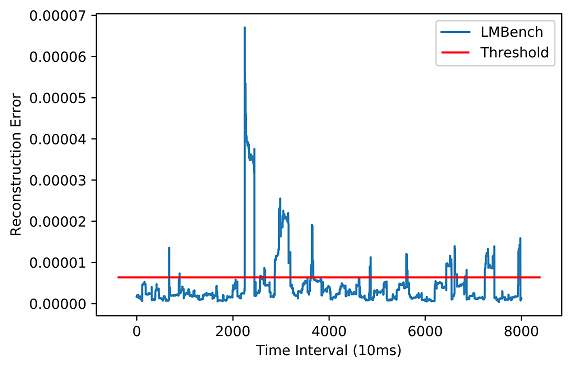 0.00007
0.00006
0.00005
0.00004
0.00003
0.00002
0.00001
0.00000
Reconstruction Error
LMBench
Threshold
0 2000 4000 6000 8000
Time Interval (10ms)